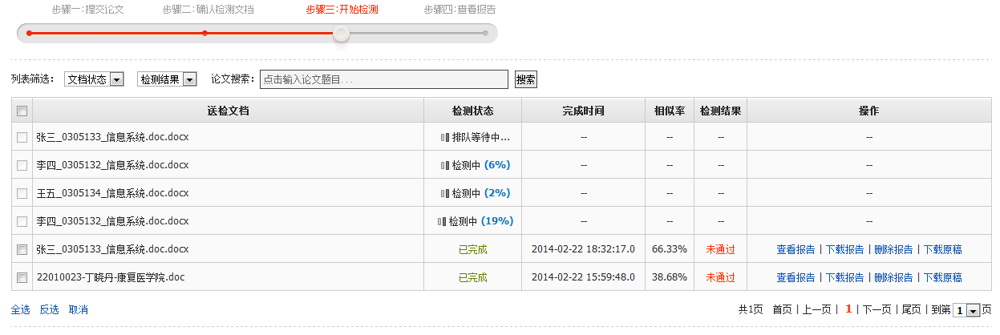 步骤一:提交论文 步骤二:确认检测文档 步骤三:开始检测 步骤四:查看报告
列表筛选： 文档状态 检测结果 论文搜索： 点击输入论文题目... 搜索
送检文档 检测状态 完成时间 相似率 检测结果 操作
张三_0305133_信息系统.doc.docx 排队等待中... -- -- -- --
李四_0305132_信息系统.doc.docx 检测中 (6%) -- -- -- --
王五_0305134_信息系统.doc.docx 检测中 (2%) -- -- -- --
李四_0305132_信息系统.doc.docx 检测中 (19%) -- -- -- --
张三_0305133_信息系统.doc.docx 已完成 2014-02-22 18:32:17.0 66.33% 未通过 查看报告 | 下载报告 | 删除报告 | 下载原稿
22010023-丁晓丹-康复医学院.doc 已完成 2014-02-22 15:59:48.0 38.68% 未通过 查看报告 | 下载报告 | 删除报告 | 下载原稿
全选 反选 取消 共1页 首页 | 上一页 | 1 | 下一页 | 尾页 | 到第 1 页